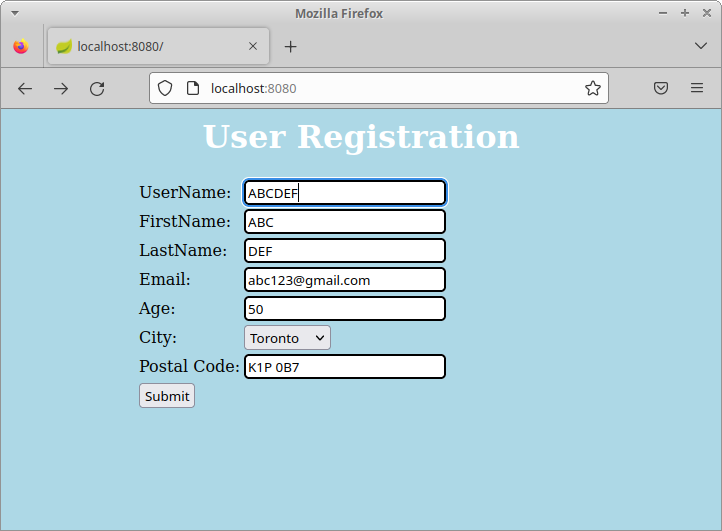 Mozilla Firefox
localhost:8080/
localhost:8080
User Registration
UserName: ABCDEF
FirstName: ABC
LastName: DEF
Email: abc123@gmail.com
Age: 50
City: Toronto
Postal Code: K1P 0B7
Submit